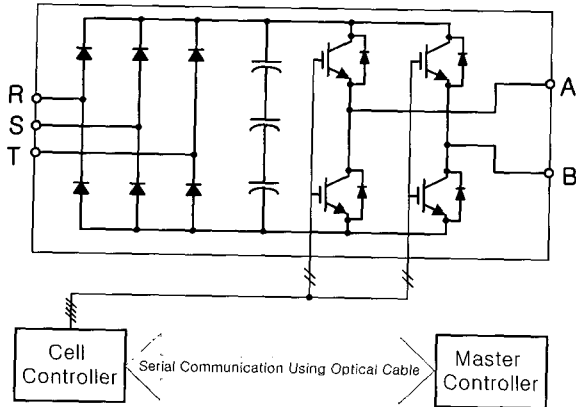 R
S
T
A
B
Cell
Controller
Serial Communication Using Optical Cable
Master
Controller